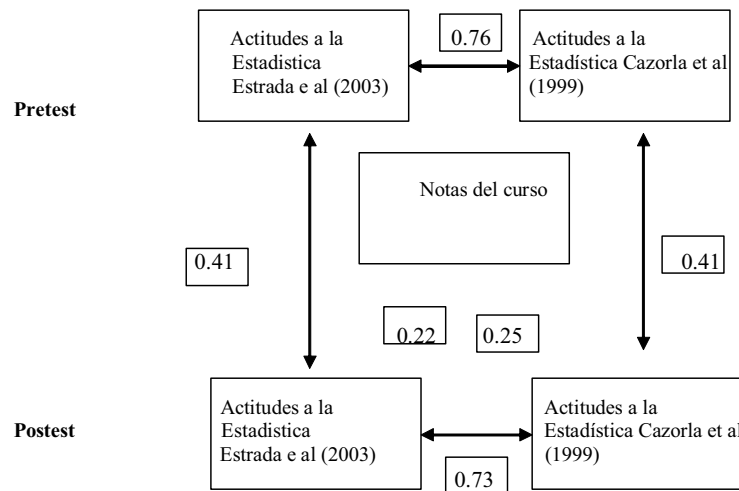 0.76
Actitudes a la
Estadistica
Estrada e al (2003)
Actitudes a la
Estadística Cazorla et al
(1999)
Pretest
Notas del curso
0.41
0.41
0.22
0.25
Postest
Actitudes a la
Estadistica
Estrada e al (2003)
Actitudes a la
Estadística Cazorla et al
(1999)
0.73